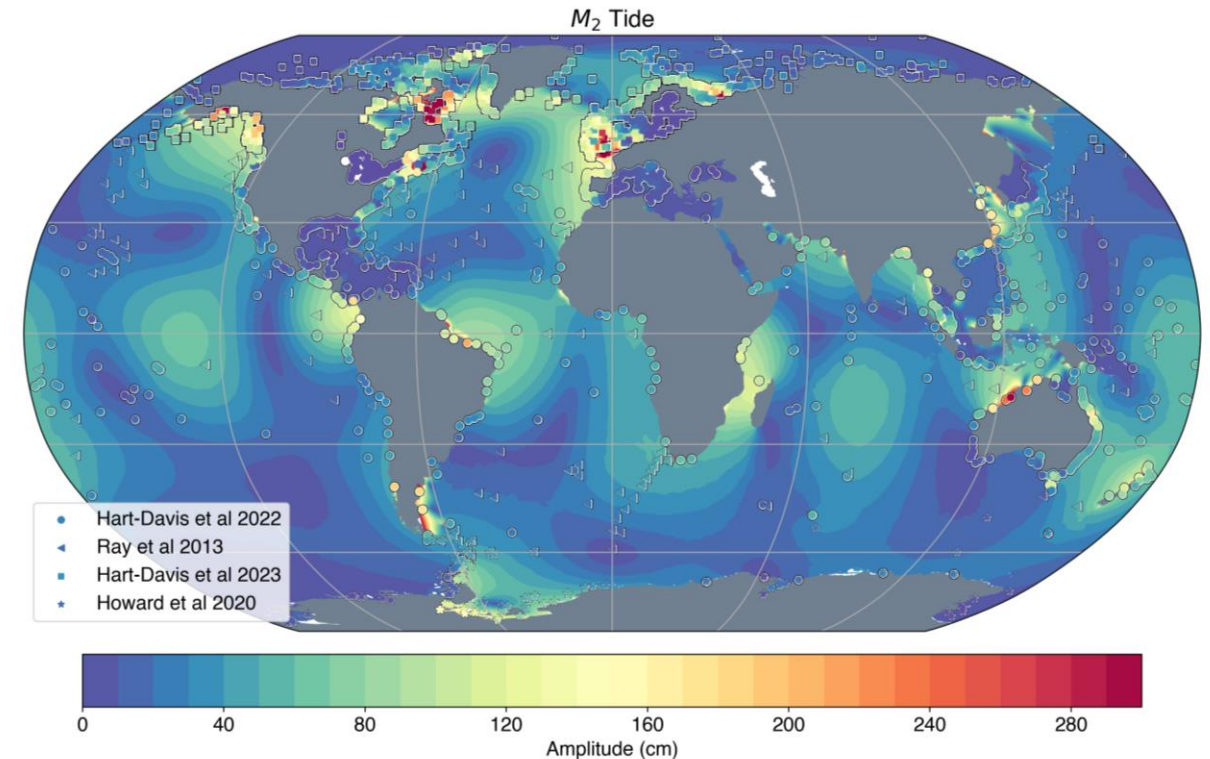 M₂ Tide
Hart-Davis et al 2022
Ray et al 2013
Hart-Davis et al 2023
Howard et al 2020
0 40 80 120 160 200 240 280
Amplitude (cm)